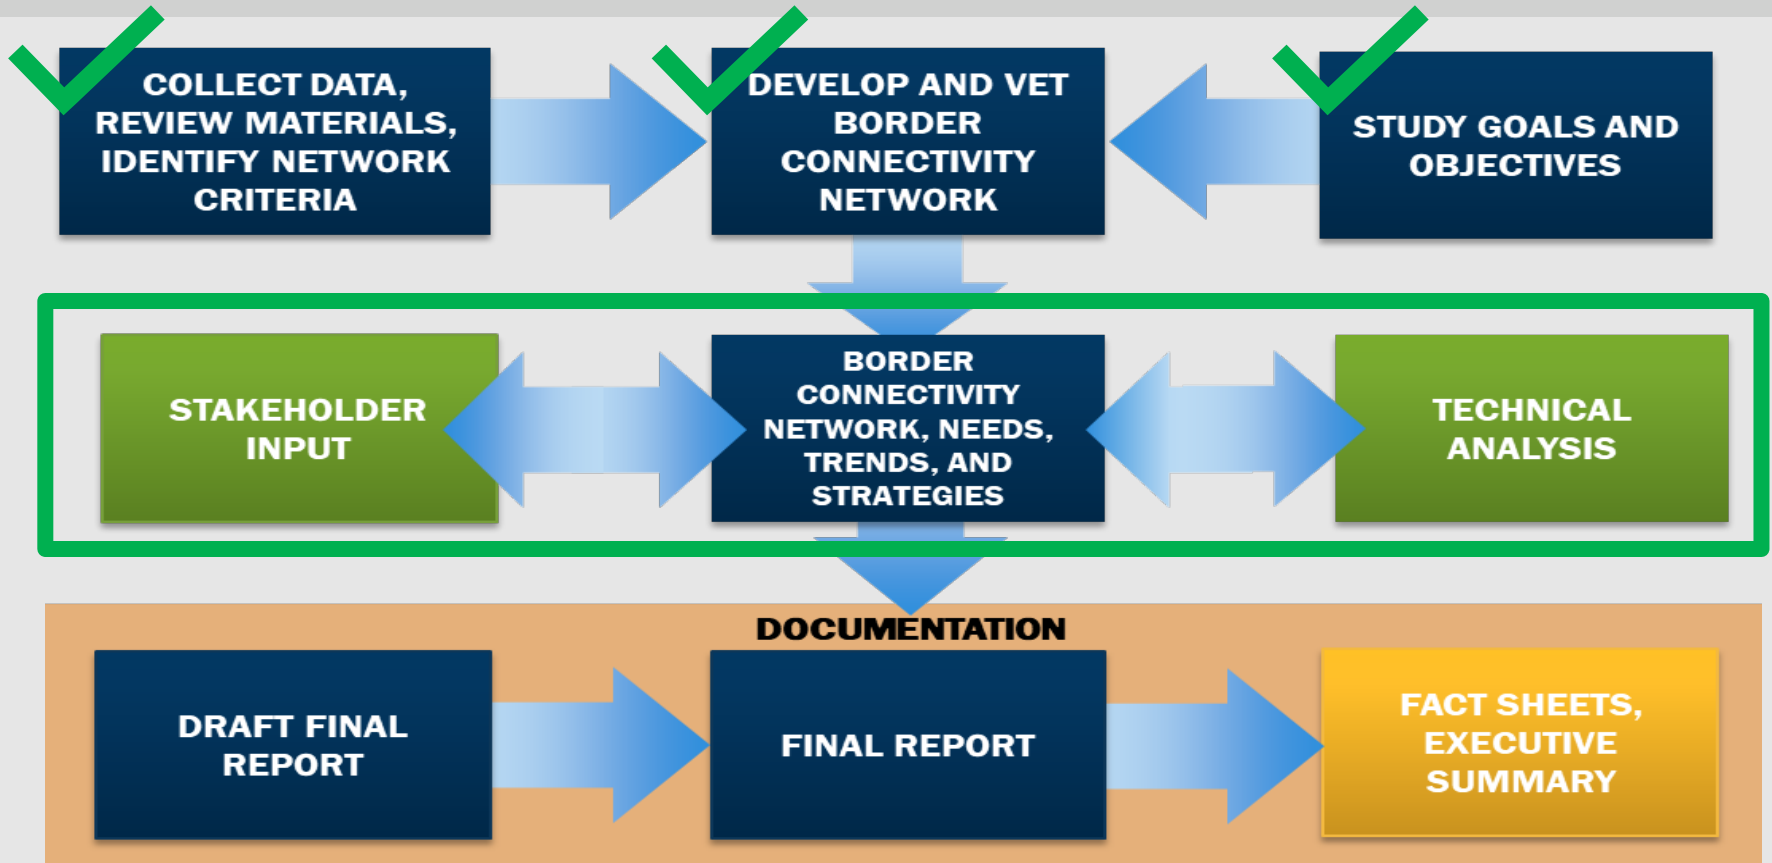 COLLECT DATA,
REVIEW MATERIALS,
IDENTIFY NETWORK
CRITERIA
DEVELOP AND VET
BORDER
CONNECTIVITY
NETWORK
STUDY GOALS AND
OBJECTIVES
STAKEHOLDER
INPUT
BORDER
CONNECTIVITY
NETWORK, NEEDS,
TRENDS, AND
STRATEGIES
TECHNICAL
ANALYSIS
DOCUMENTATION
DRAFT FINAL
REPORT
FINAL REPORT
FACT SHEETS,
EXECUTIVE
SUMMARY